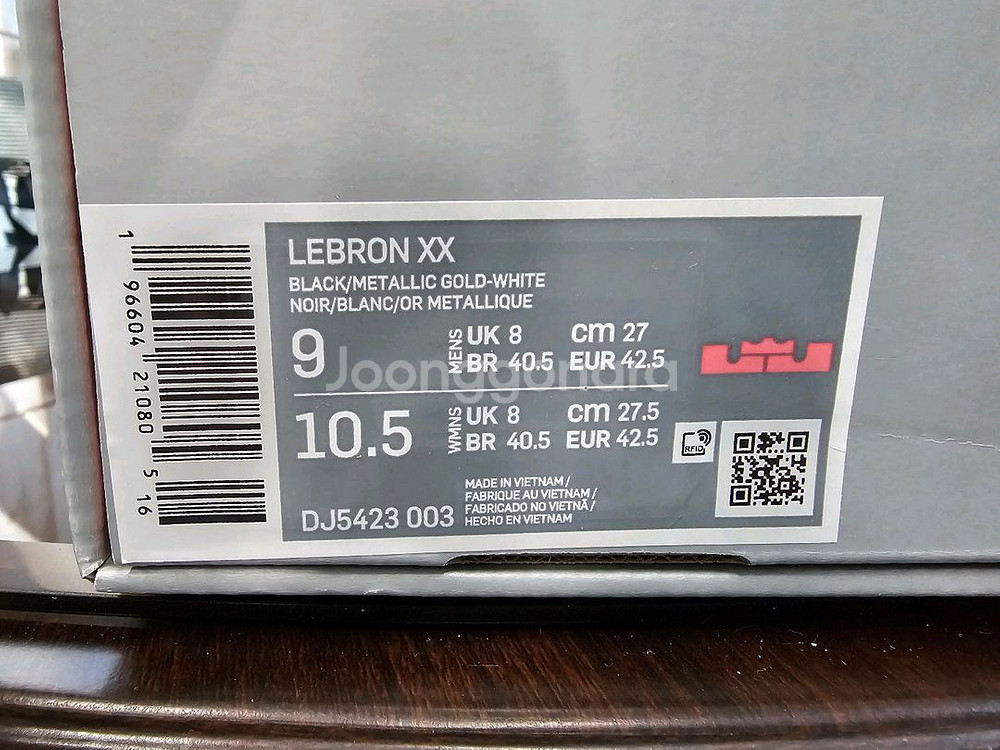 LEBRON XX
BLACK/METALLIC GOLD-WHITE
NOIR/BLANC/OR METALLIQUE
9 MENS UK 8 cm 27
BR 40.5 EUR 42.5
10.5 WMNS UK 8 cm 27.5
BR 40.5 EUR 42.5
RFID
MADE IN VIETNAM /
FABRIQUE AU VIETNAM /
FABRICADO NO VIETNÃ /
HECHO EN VIETNAM
DJ5423 003
1 96604 21080 5 16
Joonggonara